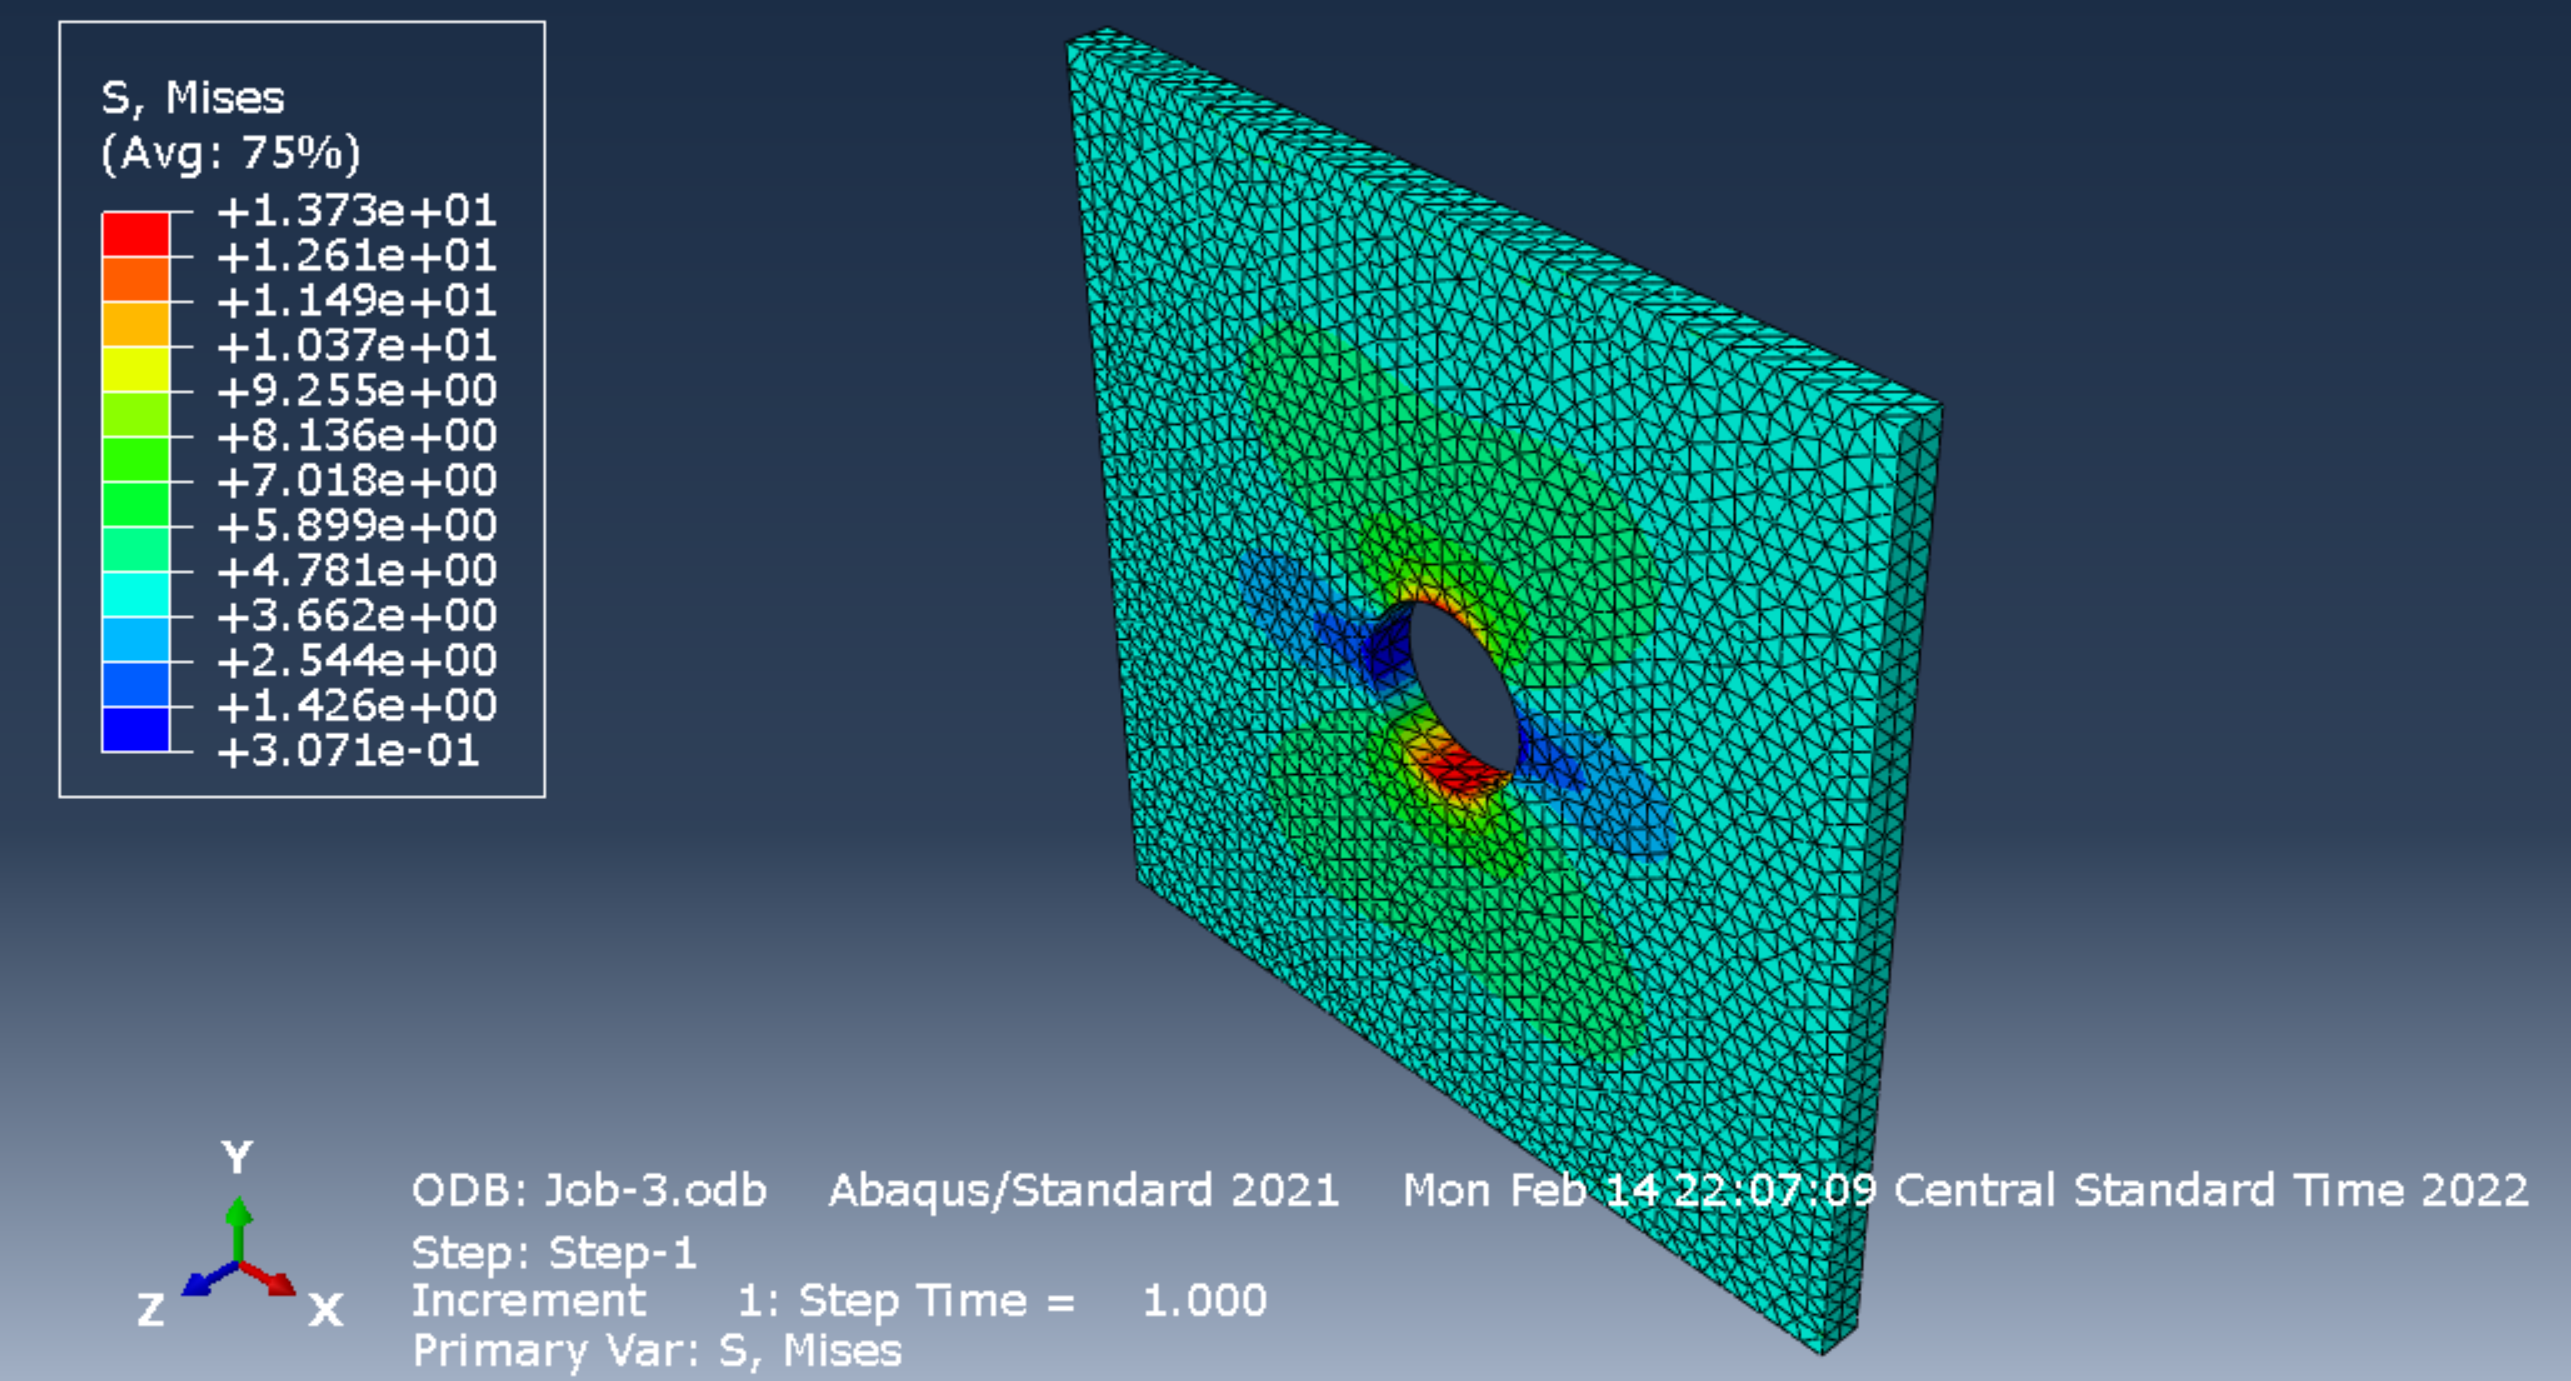 S, Mises
(Avg: 75%)
+1.373e+01
+1.261e+01
+1.149e+01
+1.037e+01
+9.255e+00
+8.136e+00
+7.018e+00
+5.899e+00
+4.781e+00
+3.662e+00
+2.544e+00
+1.426e+00
+3.071e-01
Y
Z
X
ODB: Job-3.odb Abaqus/Standard 2021 Mon Feb 14 22:07:09 Central Standard Time 2022
Step: Step-1
Increment 1: Step Time = 1.000
Primary Var: S, Mises